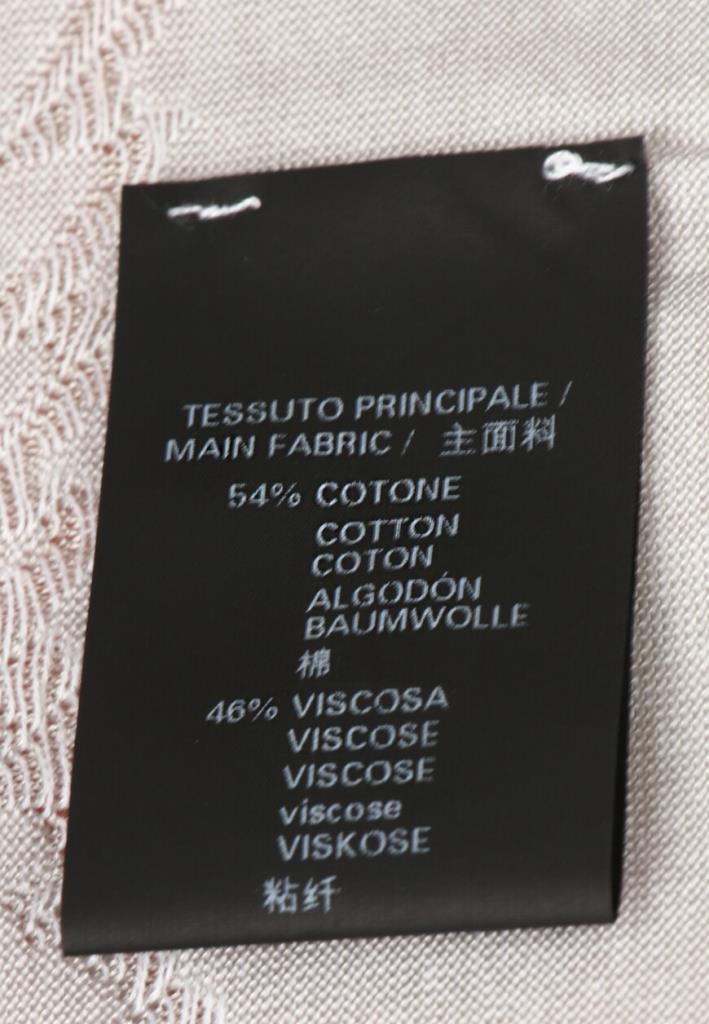 TESSUTO PRINCIPALE /
MAIN FABRIC / 主面料
54% COTONE
COTTON
COTON
ALGODÓN
BAUMWOLLE
棉
46% VISCOSA
VISCOSE
VISCOSE
viscose
VISKOSE
粘纤